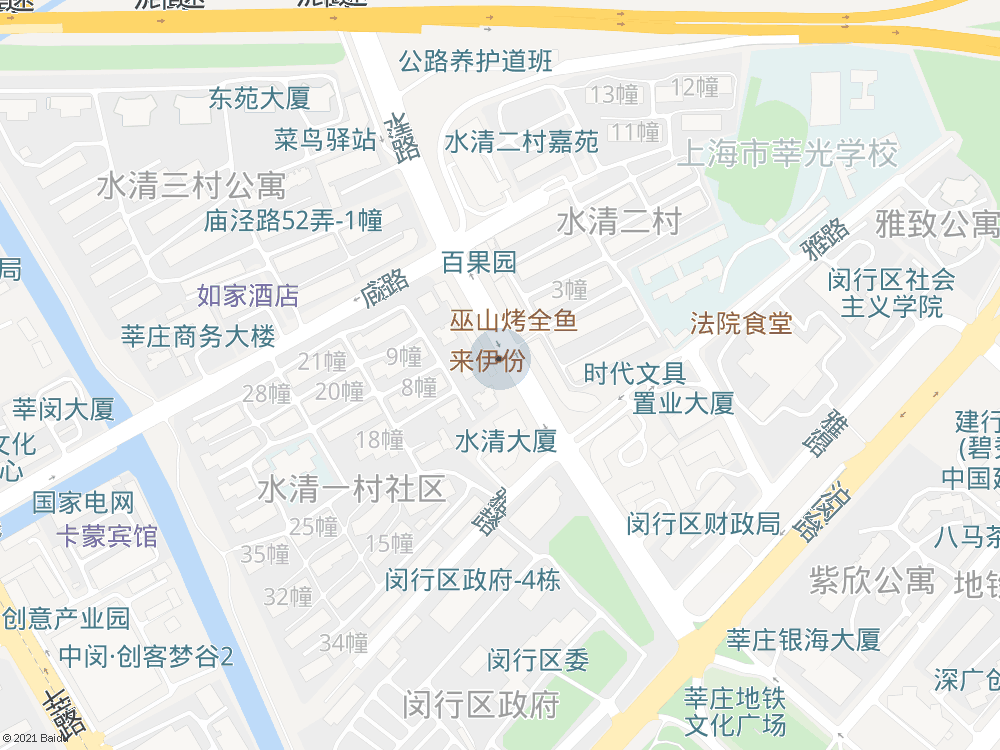 公路养护道班
东苑大厦
13幢
12幢
菜鸟驿站
水清路
水清二村嘉苑
11幢
上海市莘光学校
水清三村公寓
庙泾路52弄-1幢
水清二村
雅致公寓
雅致路
百果园
局
闵行区社会
主义学院
如家酒店
3幢
巫山烤全鱼
法院食堂
莘庄商务大楼
来伊份
21幢
9幢
时代文具
28幢
20幢
8幢
置业大厦
莘闵大厦
文化
心
18幢
水清大厦
建行
(碧秀
中国建
水清一村社区
国家电网
25幢
闵行区财政局
卡蒙宾馆
35幢
15幢
八马茶
闵行区政府-4栋
紫欣公寓
地铁
32幢
创意产业园
34幢
莘庄银海大厦
中闵·创客梦谷2
闵行区委
深广创
闵行区政府
莘庄地铁
文化广场
© 2021 Baidu